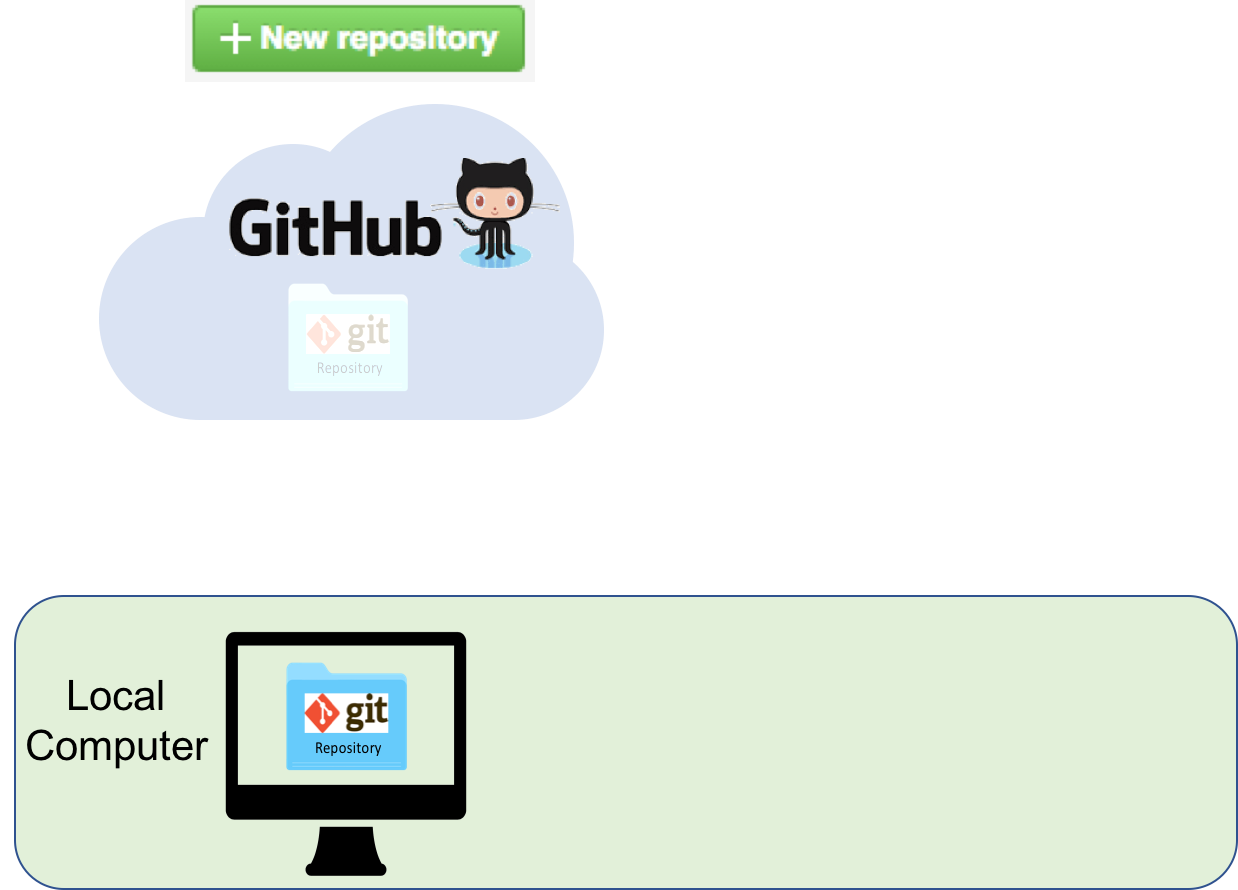 + New repository
GitHub
git
Repository
Local
Computer
git
Repository